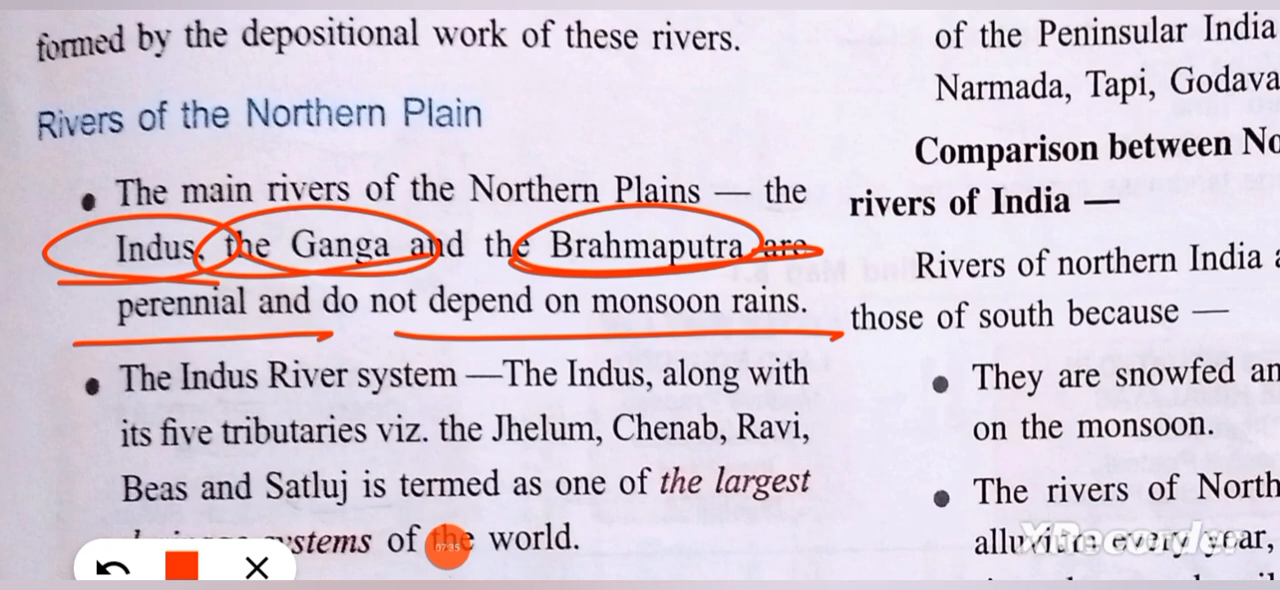 formed by the depositional work of these rivers.
Rivers of the Northern Plain
The main rivers of the Northern Plains — the
Indus, the Ganga and the Brahmaputra are
perennial and do not depend on monsoon rains.
The Indus River system —The Indus, along with
its five tributaries viz. the Jhelum, Chenab, Ravi,
Beas and Satluj is termed as one of the largest
of the world.
07:35
of the Peninsular India
Narmada, Tapi, Godava
Comparison between No
rivers of India —
Rivers of northern India a
those of south because —
They are snowfed an
on the monsoon.
The rivers of North
alluvium every year,
XRecorder